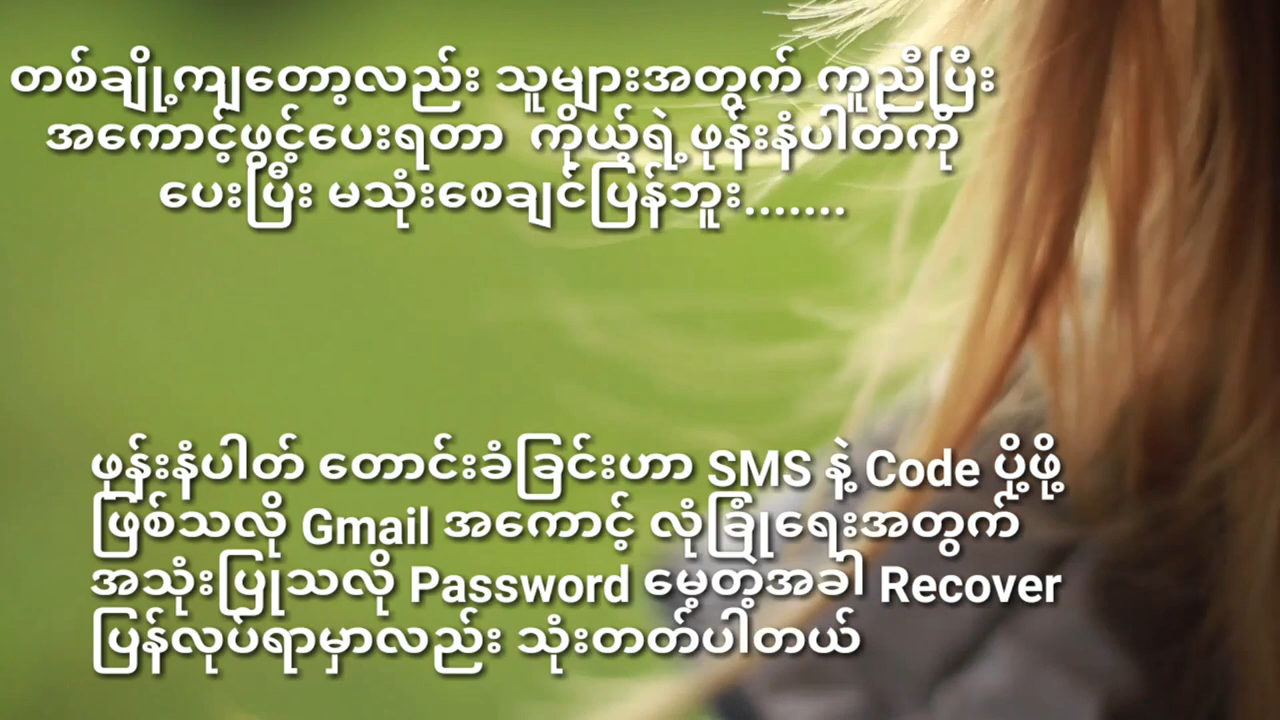 တစ်ချို့ကျတော့လည်း သူများအတွက် ကူညီပြီး
အကောင့်ဖွင့်ပေးရတာ ကိုယ့်ရဲ့ဖုန်းနံပါတ်ကို
ပေးပြီး မသုံးစေချင်ပြန်ဘူး.......
ဖုန်းနံပါတ် တောင်းခံခြင်းဟာ SMS နဲ့ Code ပို့ဖို့
ဖြစ်သလို Gmail အကောင့် လုံခြုံရေးအတွက်
အသုံးပြုသလို Password မေ့တဲ့အခါ Recover
ပြန်လုပ်ရာမှာလည်း သုံးတတ်ပါတယ်